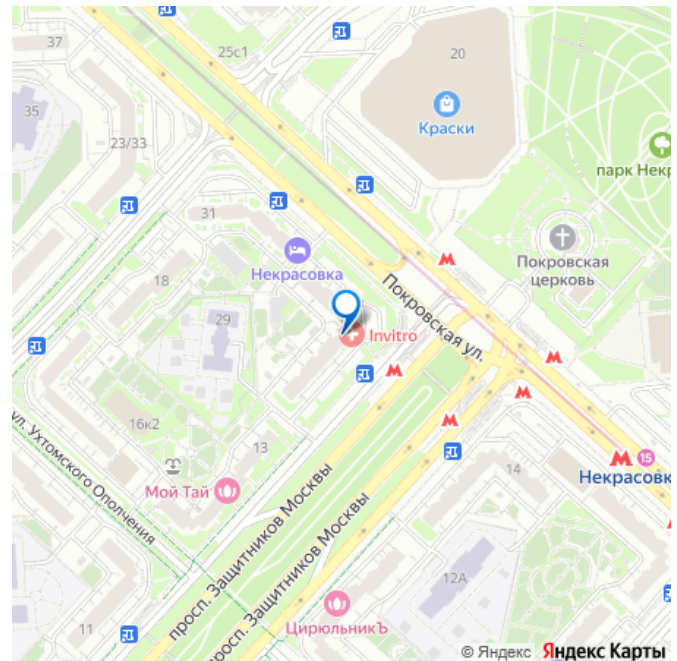 37
25с1
20
Краски
35
23/33
парк Некр
31
Покровская
церковь
Некрасовка
18
Покровская ул.
29
Invitro
16к2
13
15
Некрасовк
ул. Ухтомского Ополчения
Мой Тай
14
просп. Защитников Москвы
просп. Защитников Москвы
12А
ЦирюльникЪ
11
© Яндекс Яндекс Карты